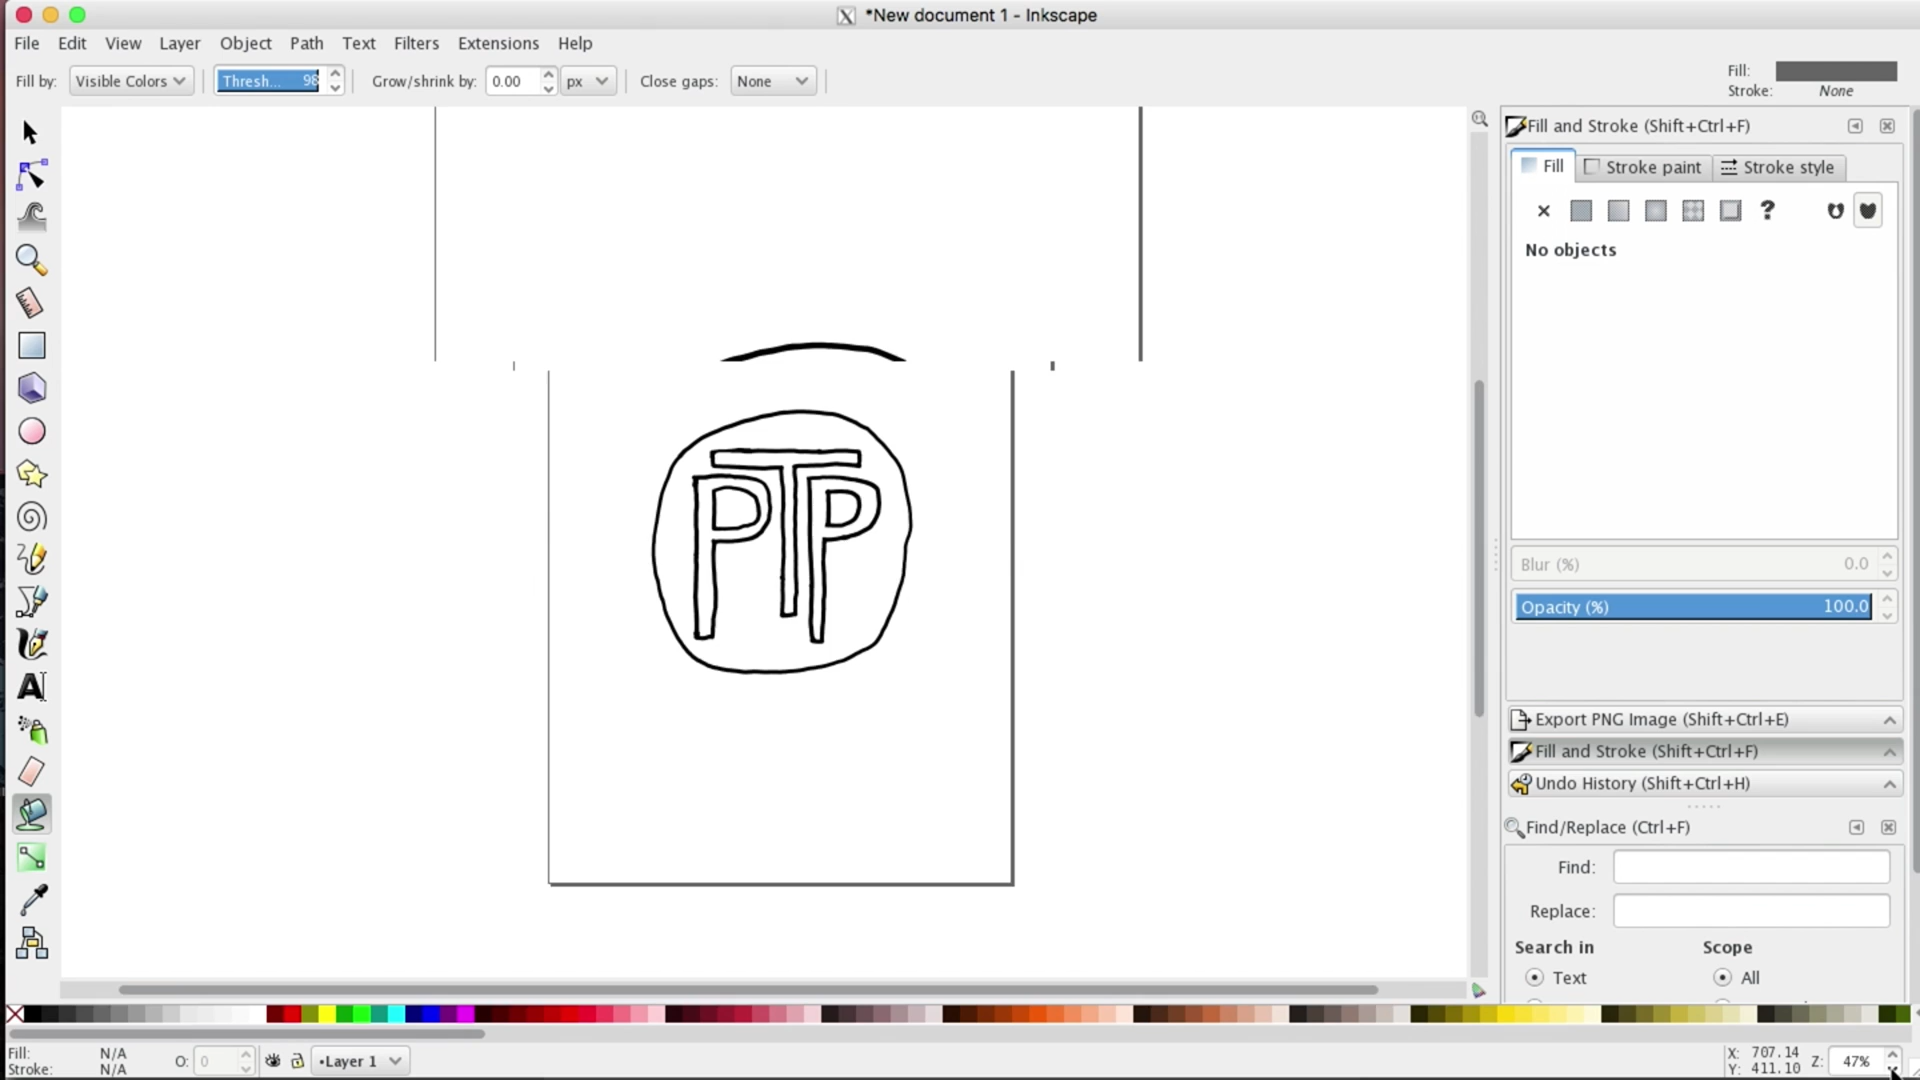 *New document 1 - Inkscape
File Edit View Layer Object Path Text Filters Extensions Help
Fill by: Visible Colors Thresh... 98 Grow/shrink by: 0.00 px Close gaps: None
Fill:
Stroke: None
Fill and Stroke (Shift+Ctrl+F)
Fill Stroke paint Stroke style
No objects
Blur (%) 0.0
Opacity (%) 100.0
Export PNG Image (Shift+Ctrl+E)
Fill and Stroke (Shift+Ctrl+F)
Undo History (Shift+Ctrl+H)
Find/Replace (Ctrl+F)
Find:
Replace:
Search in Scope
Text All
PTP
Fill: N/A
Stroke: N/A
O: 0
•Layer 1
X: 707.14
Y: 411.10
Z: 47%